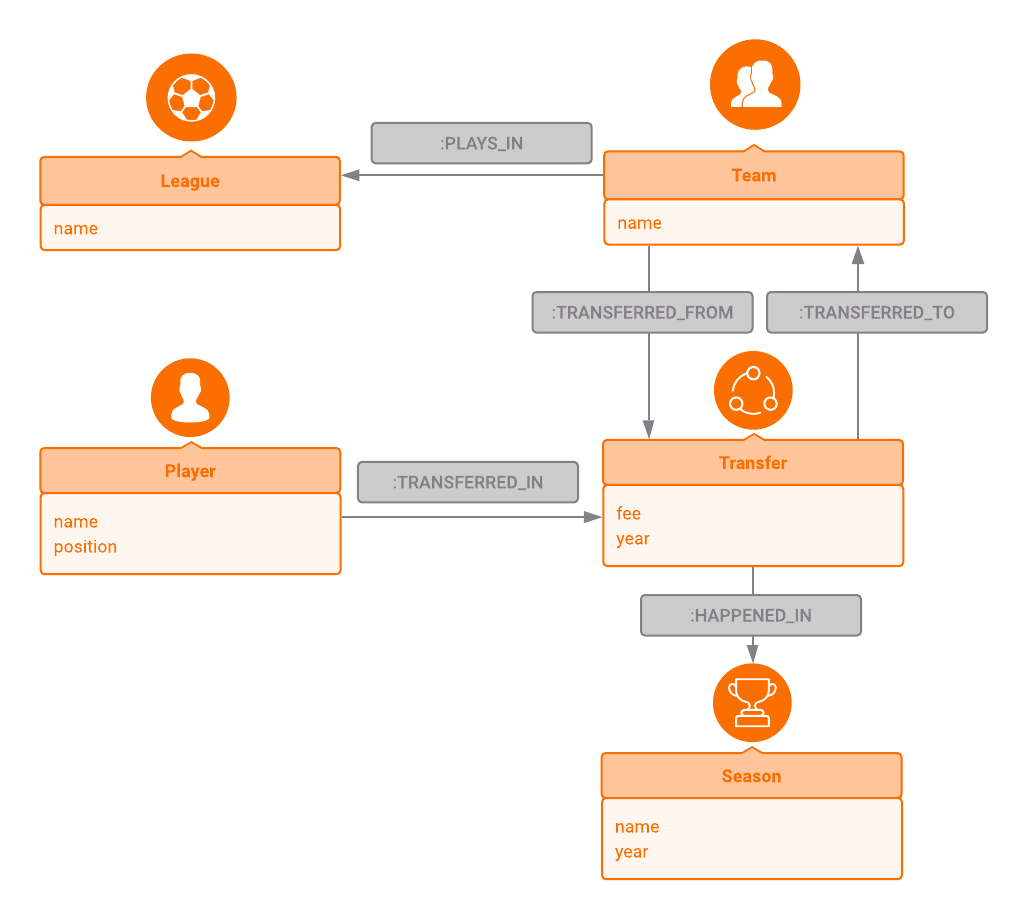 :PLAYS_IN
League
name
Team
name
:TRANSFERRED_FROM
:TRANSFERRED_TO
Player
name
position
:TRANSFERRED_IN
Transfer
fee
year
:HAPPENED_IN
Season
name
year